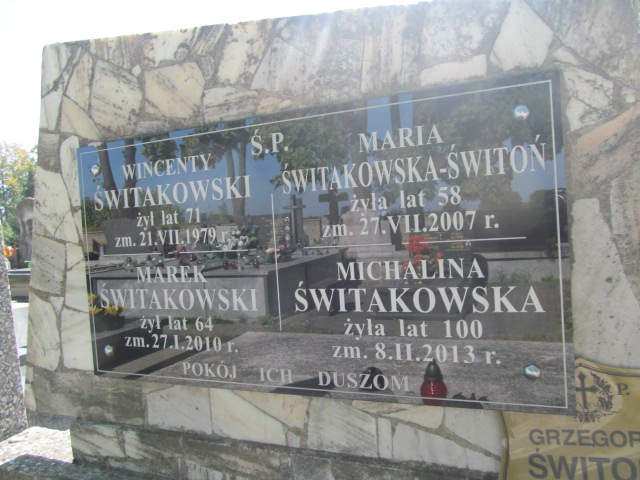 Ś.P.
WINCENTY
ŚWITAKOWSKI
żył lat 71
zm. 21.VII.1979 r.
MARIA
ŚWITAKOWSKA-ŚWITOŃ
żyła lat 58
zm. 27.VII.2007 r.
MAREK
ŚWITAKOWSKI
żył lat 64
zm. 27.I.2010 r.
MICHALINA
ŚWITAKOWSKA
żyła lat 100
zm. 8.II.2013 r.
POKÓJ ICH DUSZOM
P.
GRZEGOR
ŚWITO